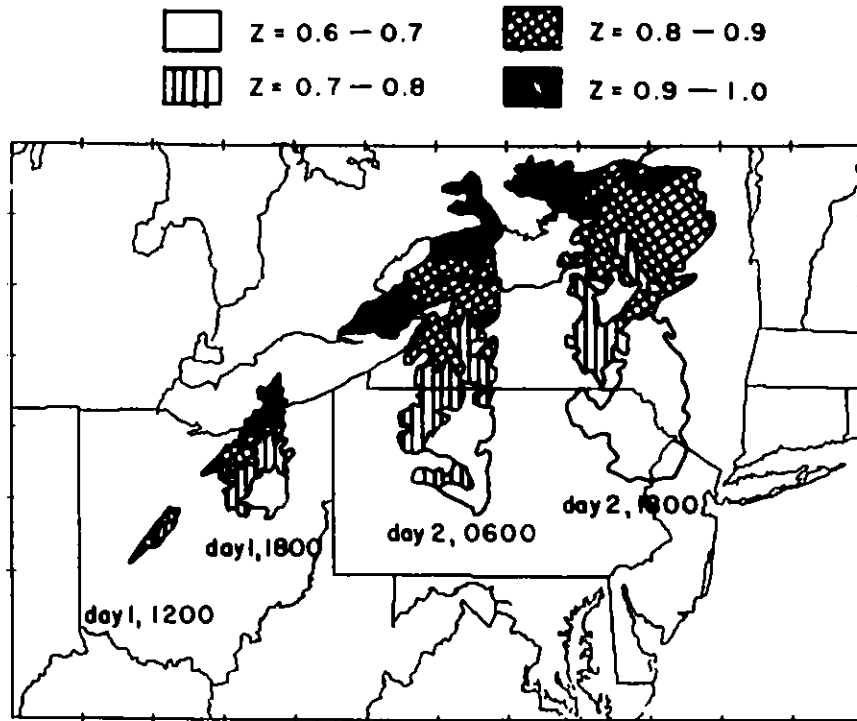 Z = 0.6 — 0.7
Z = 0.8 — 0.9
Z = 0.7 — 0.8
Z = 0.9 — 1.0
day 1, 1200
day 1, 1800
day 2, 0600
day 2, 1800